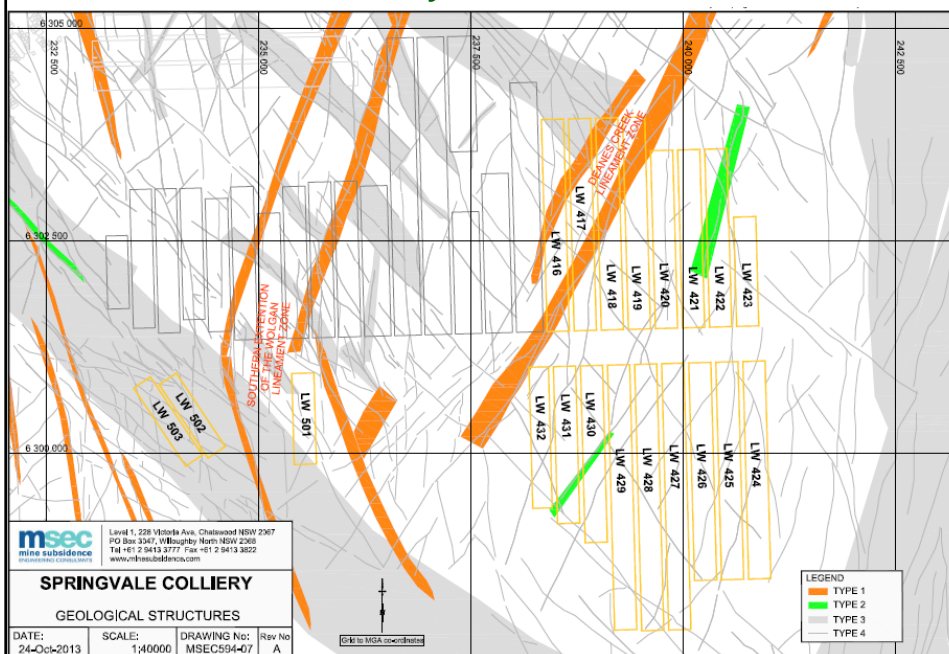 6 305 000
232 500
235 000
237 500
240 000
242 500
DEANES CREEK
LINEAMENT ZONE
LW 416
LW 417
LW 418
LW 419
LW 420
LW 421
LW 422
LW 423
6 302 500
SOUTHERN EXTENTION
OF THE WOLGAN
LINEAMENT ZONE
LW 503
LW 502
LW 501
LW 432
LW 431
LW 430
LW 429
LW 428
LW 427
LW 426
LW 425
LW 424
6 300 000
msec
mine subsidence
ENGINEERING CONSULTANTS
Level 1, 228 Victoria Ave, Chatswood NSW 2067
PO Box 3047, Willoughby North NSW 2068
Tel +61 2 9413 3777 Fax +61 2 9413 3822
www.minesubsidence.com
SPRINGVALE COLLIERY
GEOLOGICAL STRUCTURES
DATE:
24-Oct-2013
SCALE:
1:40000
DRAWING No:
MSEC594-07
Rev No
A
Grid to MGA co-ordinates
LEGEND
TYPE 1
TYPE 2
TYPE 3
TYPE 4